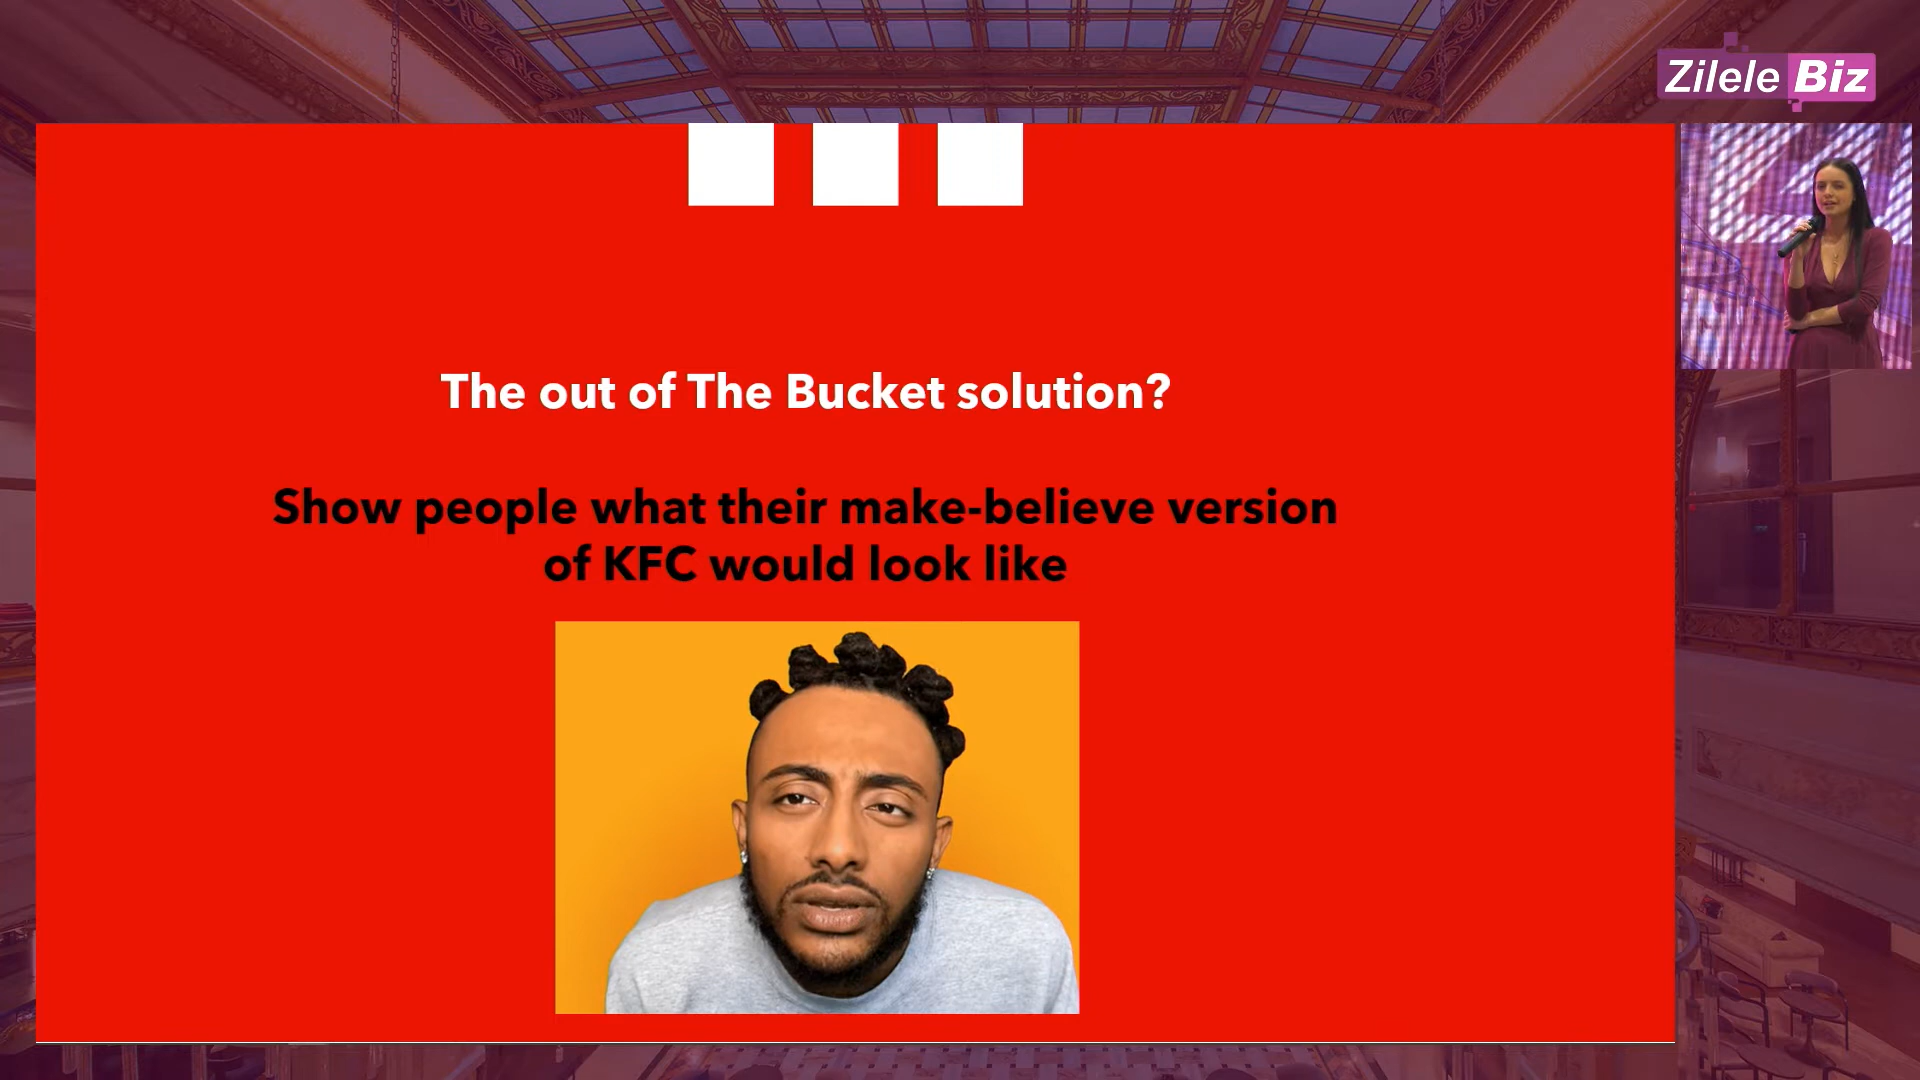 Zilele Biz
The out of The Bucket solution?
Show people what their make-believe version
of KFC would look like